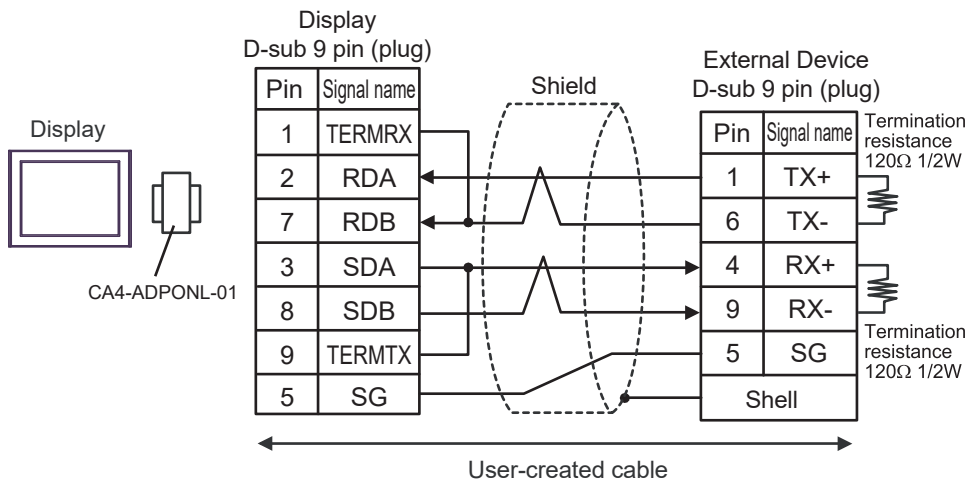 Display
D-sub 9 pin (plug)
Pin Signal name
1 TERMRX
2 RDA
7 RDB
3 SDA
8 SDB
9 TERMTX
5 SG
Shield
External Device
D-sub 9 pin (plug)
Pin Signal name
1 TX+
6 TX-
4 RX+
9 RX-
5 SG
Shell
Termination
resistance
120Ω 1/2W
Termination
resistance
120Ω 1/2W
Display
CA4-ADPONL-01
User-created cable